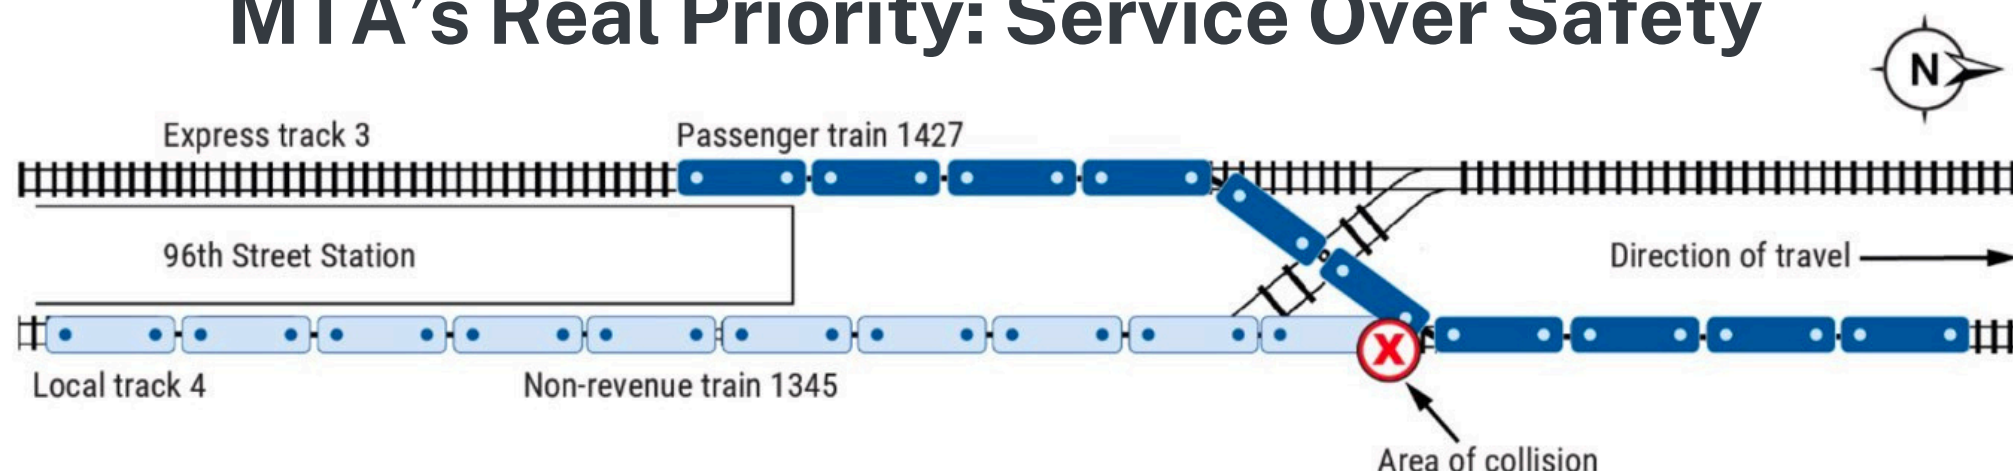 MTA's Real Priority: Service Over Safety
N
Express track 3
Passenger train 1427
96th Street Station
Direction of travel
Local track 4
Non-revenue train 1345
X
Area of collision